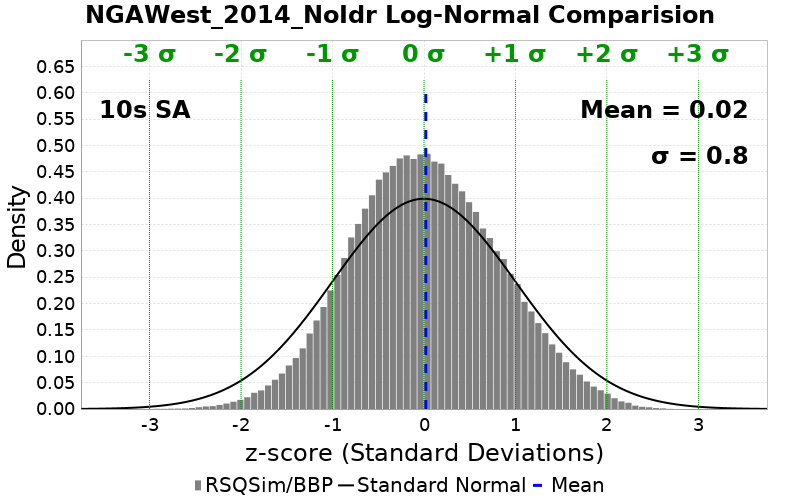 NGAWest_2014_NoIdr Log-Normal Comparision
-3 σ -2 σ -1 σ 0 σ +1 σ +2 σ +3 σ
10s SA
Mean = 0.02
σ = 0.8
Density
0.65
0.60
0.55
0.50
0.45
0.40
0.35
0.30
0.25
0.20
0.15
0.10
0.05
0.00
-3 -2 -1 0 1 2 3
z-score (Standard Deviations)
RSQSim/BBP Standard Normal Mean